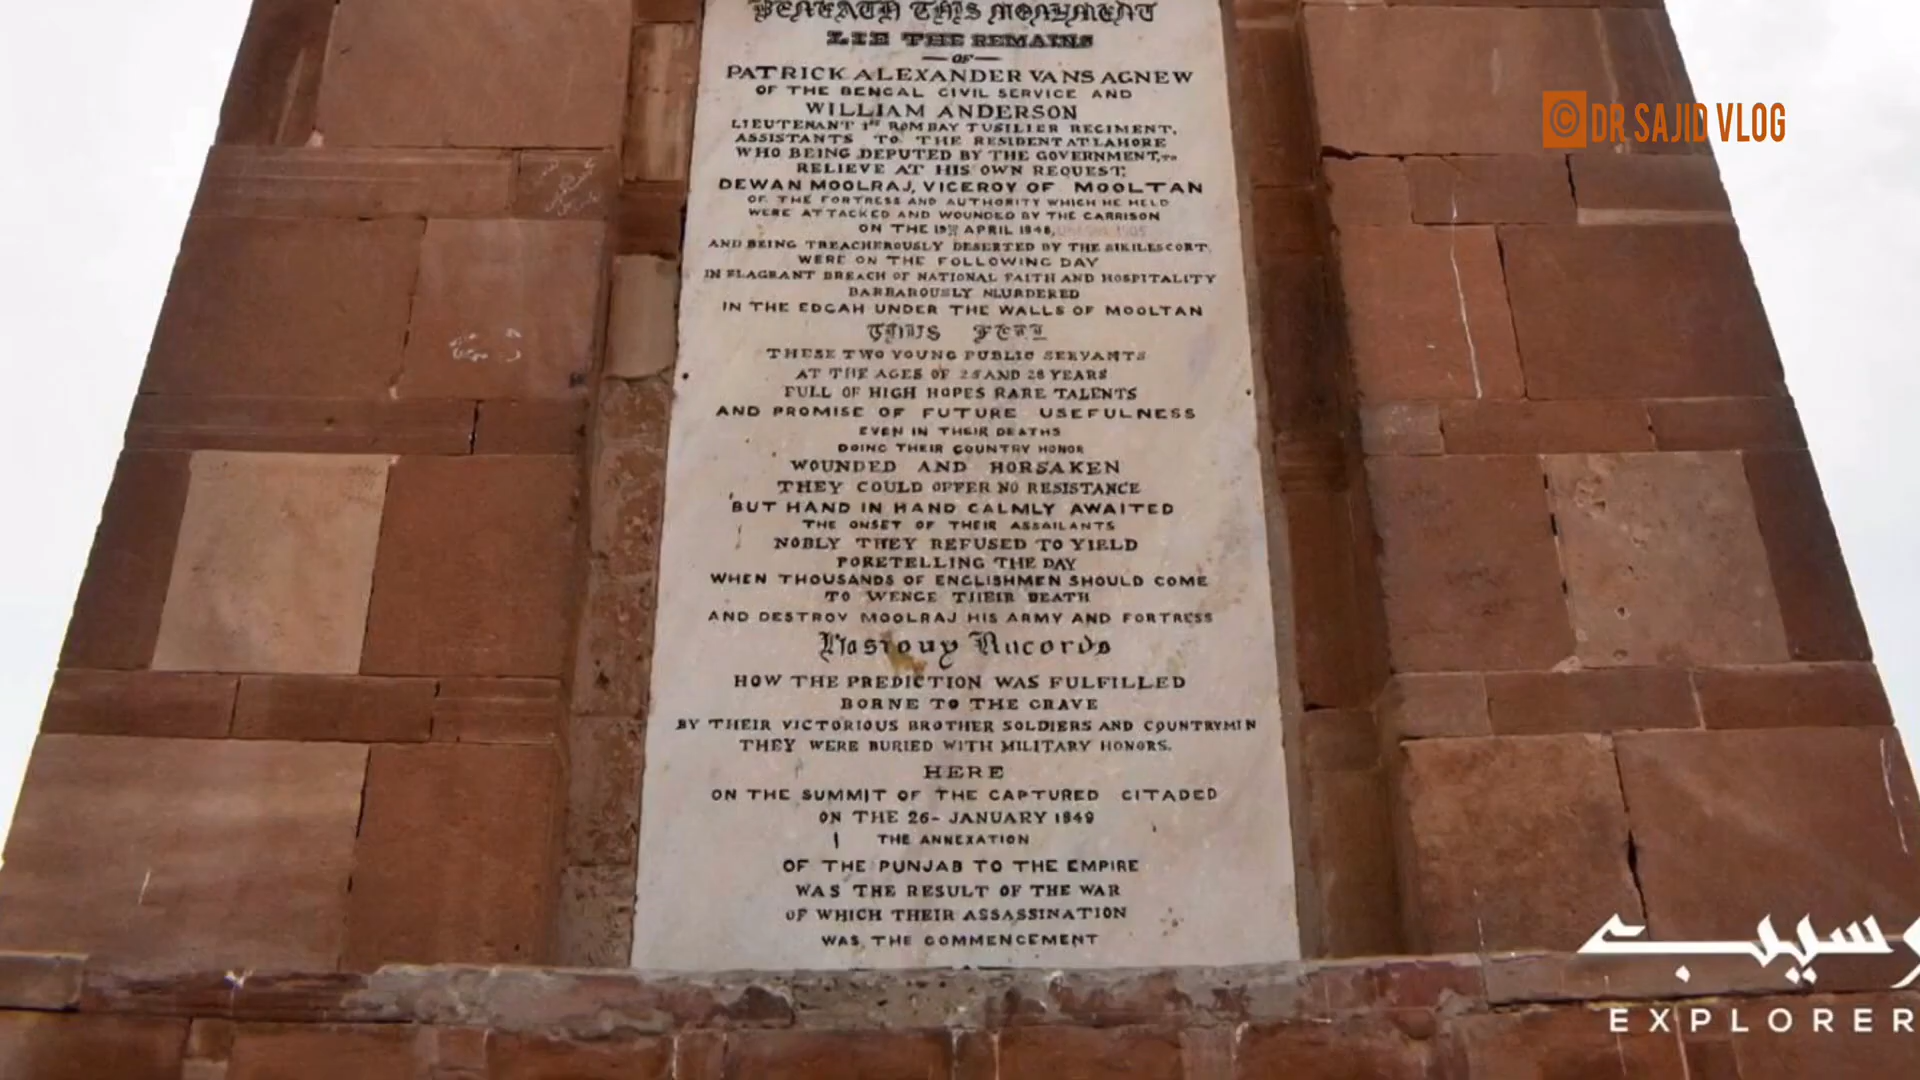 BENEATH THIS MONUMENT
LIE THE REMAINS
OF
PATRICK ALEXANDER VANS AGNEW
OF THE BENGAL CIVIL SERVICE AND
WILLIAM ANDERSON
LIEUTENANT 1ST BOMBAY TUSILIER REGIMENT,
ASSISTANTS TO THE RESIDENT AT LAHORE
WHO BEING DEPUTED BY THE GOVERNMENT, TO
RELIEVE AT HIS OWN REQUEST;
DEWAN MOOLRAJ, VICEROY OF MOOLTAN
OF THE FORTRESS AND AUTHORITY WHICH HE HELD
WERE ATTACKED AND WOUNDED BY THE GARRISON
ON THE 19TH APRIL 1848,
AND BEING TREACHEROUSLY DESERTED BY THE SIKH ESCORT,
WERE ON THE FOLLOWING DAY
IN FLAGRANT BREACH OF NATIONAL FAITH AND HOSPITALITY
BARBAROUSLY MURDERED
IN THE EDGAH UNDER THE WALLS OF MOOLTAN
THUS FELL
THESE TWO YOUNG PUBLIC SERVANTS
AT THE AGES OF 25 AND 28 YEARS
FULL OF HIGH HOPES RARE TALENTS
AND PROMISE OF FUTURE USEFULNESS
EVEN IN THEIR DEATHS
DOING THEIR COUNTRY HONOR
WOUNDED AND HORSAKEN
THEY COULD OFFER NO RESISTANCE
BUT HAND IN HAND CALMLY AWAITED
THE ONSET OF THEIR ASSAILANTS
NOBLY THEY REFUSED TO YIELD
FORETELLING THE DAY
WHEN THOUSANDS OF ENGLISHMEN SHOULD COME
TO WENGE THEIR DEATH
AND DESTROY MOOLRAJ HIS ARMY AND FORTRESS
Hasiouy Rucords
HOW THE PREDICTION WAS FULFILLED
BORNE TO THE GRAVE
BY THEIR VICTORIOUS BROTHER SOLDIERS AND COUNTRYMIN
THEY WERE BURIED WITH MILITARY HONORS.
HERE
ON THE SUMMIT OF THE CAPTURED CITADED
ON THE 26- JANUARY 1849
THE ANNEXATION
OF THE PUNJAB TO THE EMPIRE
WAS THE RESULT OF THE WAR
OF WHICH THEIR ASSASSINATION
WAS, THE COMMENCEMENT
© DR SAJID VLOG
وسیب
EXPLORER